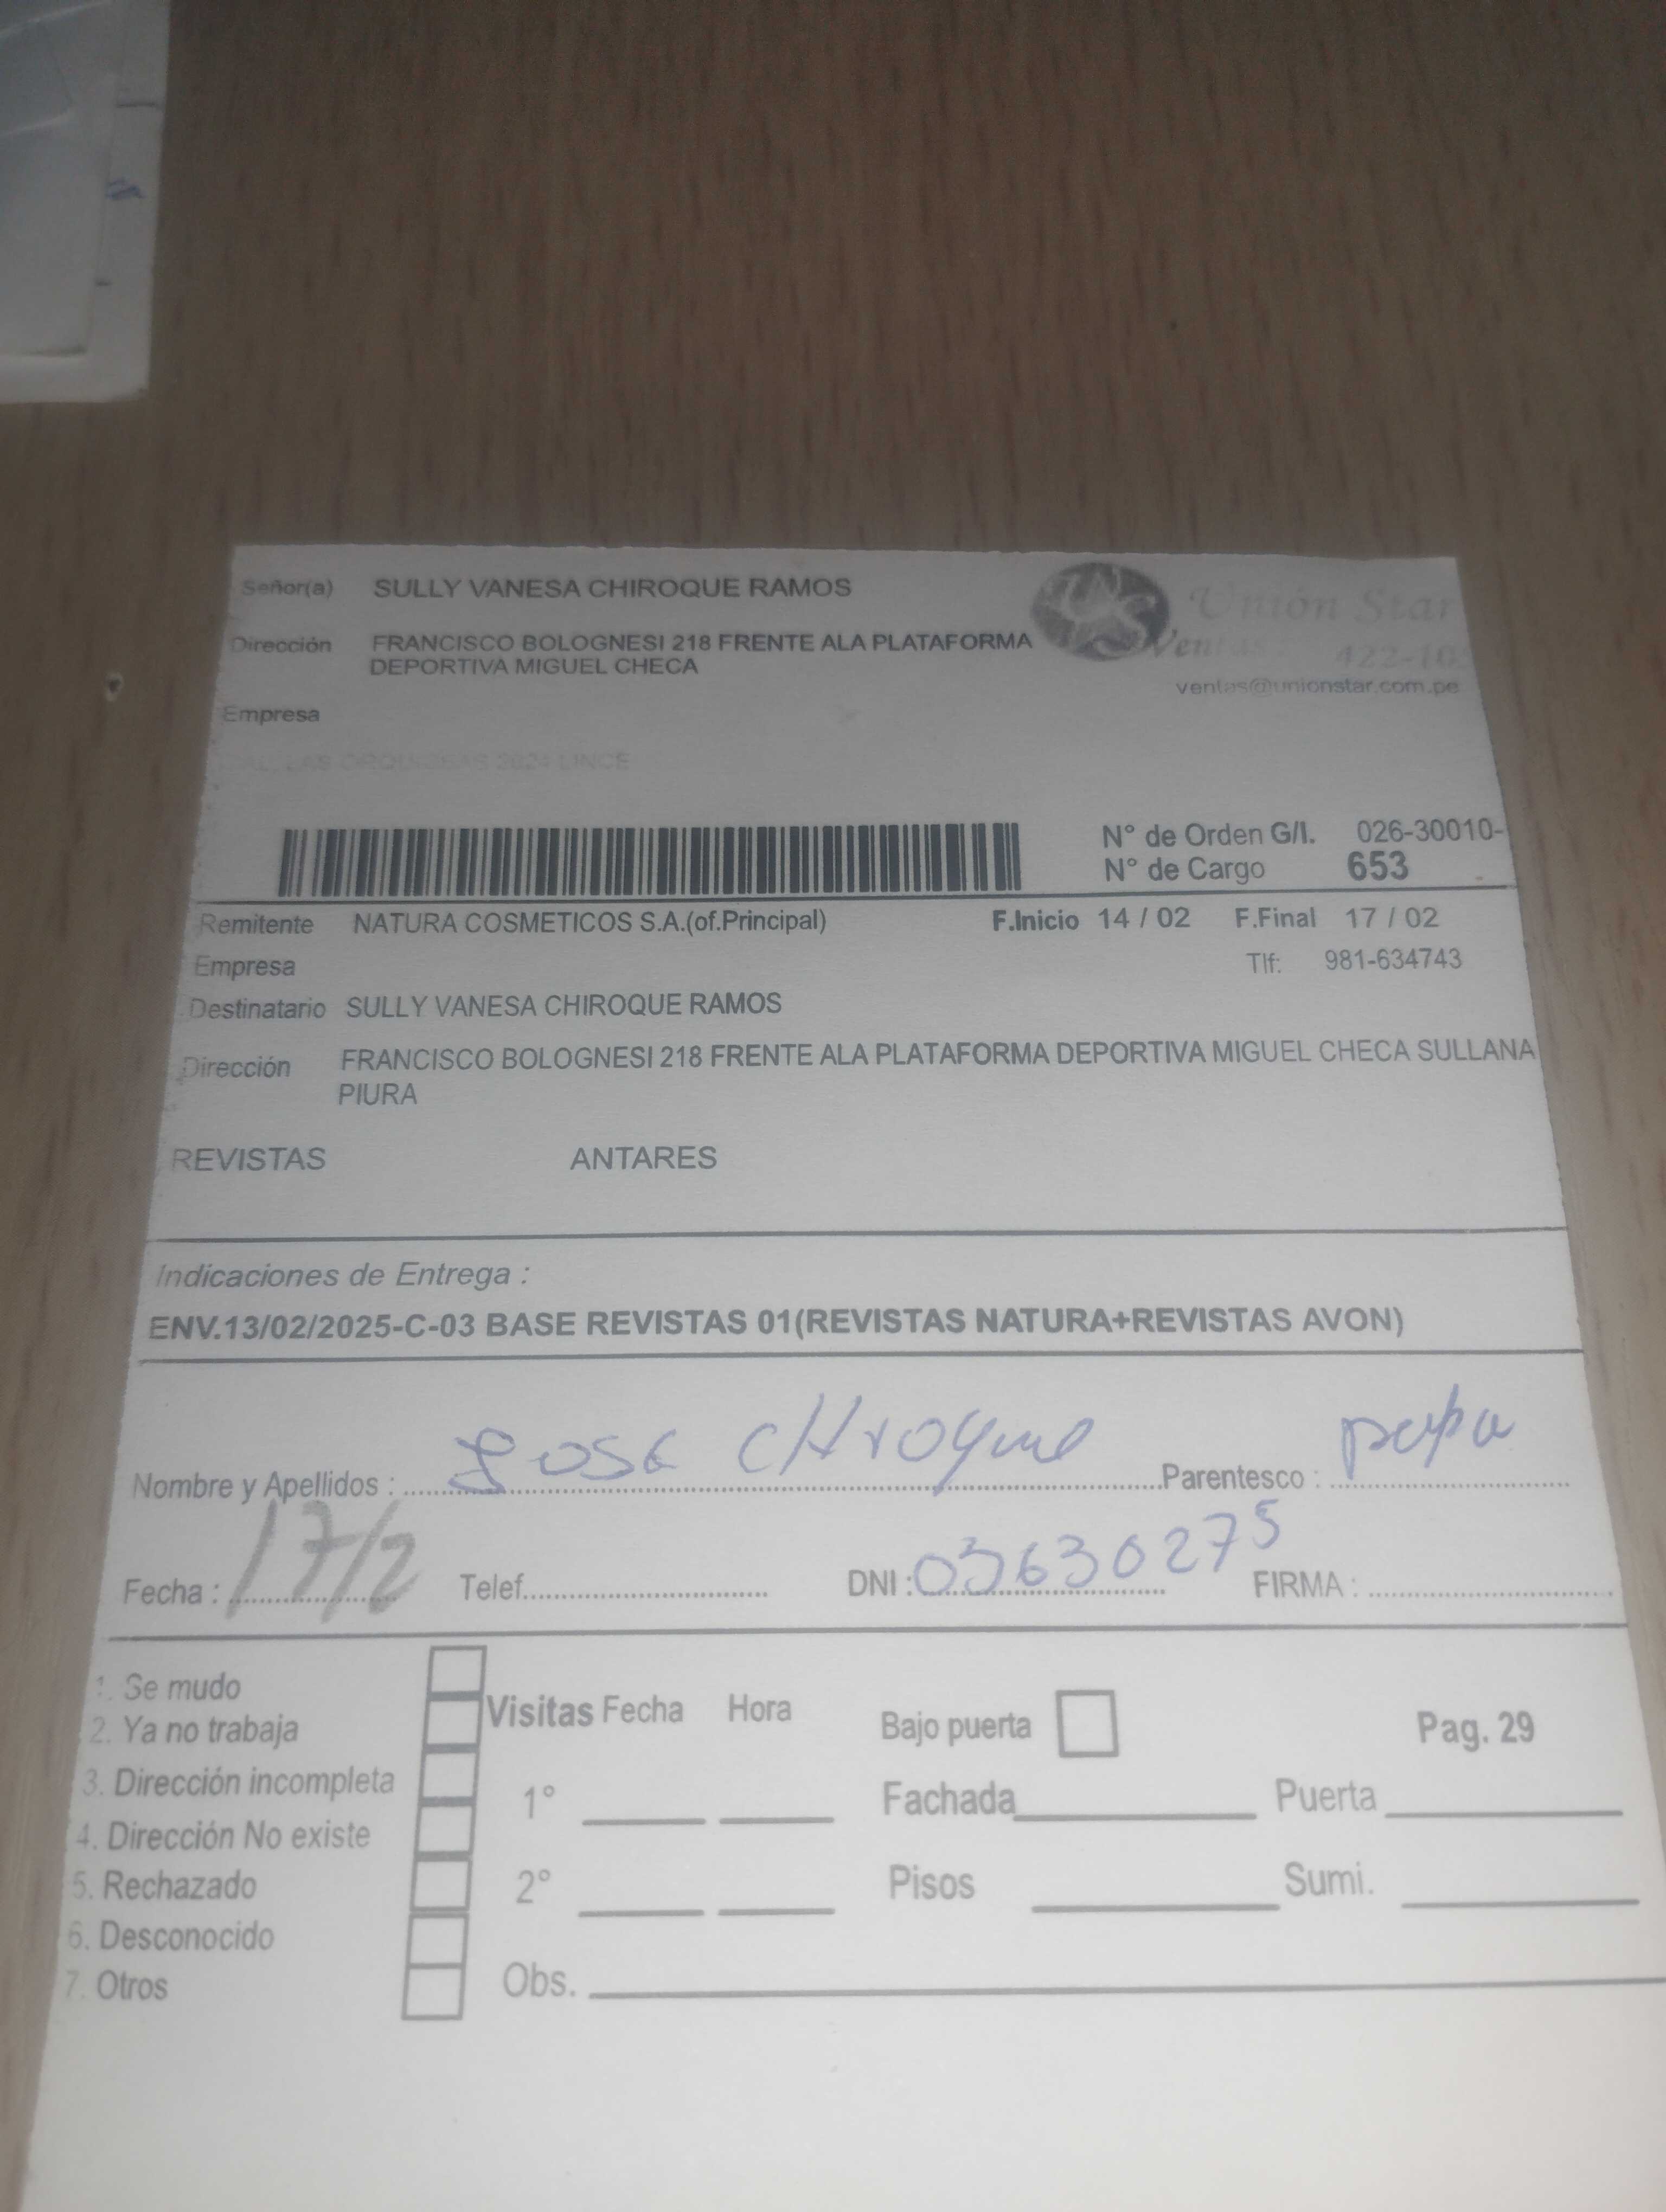 Señor(a) SULLY VANESA CHIROQUE RAMOS
Unión Star
Dirección FRANCISCO BOLOGNESI 218 FRENTE ALA PLATAFORMA
DEPORTIVA MIGUEL CHECA
Ventas 422-10
ventas@unionstar.com.pe
Empresa
LINCE
N° de Orden G/I. 026-30010-
N° de Cargo 653
Remitente NATURA COSMETICOS S.A.(of.Principal) F.Inicio 14 / 02 F.Final 17 / 02
Empresa Tlf: 981-634743
Destinatario SULLY VANESA CHIROQUE RAMOS
Dirección FRANCISCO BOLOGNESI 218 FRENTE ALA PLATAFORMA DEPORTIVA MIGUEL CHECA SULLANA
PIURA
REVISTAS ANTARES
Indicaciones de Entrega :
ENV.13/02/2025-C-03 BASE REVISTAS 01(REVISTAS NATURA+REVISTAS AVON)
Nombre y Apellidos : Jose CHiroque Parentesco : papa
Fecha : 17/2 Telef. DNI : 03630275 FIRMA :
1. Se mudo
2. Ya no trabaja
3. Dirección incompleta
4. Dirección No existe
5. Rechazado
6. Desconocido
7. Otros
Visitas Fecha Hora
1°
2°
Obs.
Bajo puerta Pag. 29
Fachada Puerta
Pisos Sumi.